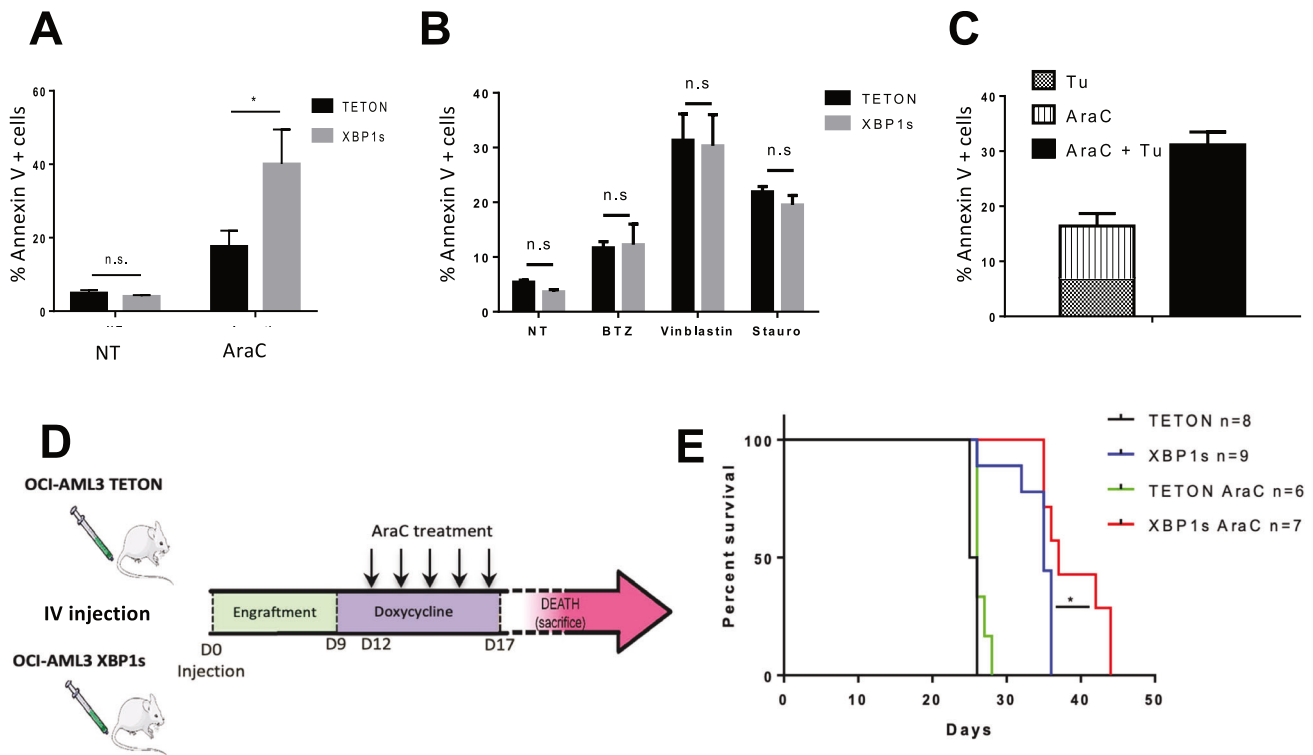 A
60
40
20
0
% Annexin V + cells
n.s.
*
TETON
XBP1s
NT
AraC
B
40
30
20
10
0
% Annexin V + cells
n.s
n.s
n.s
n.s
TETON
XBP1s
NT
BTZ
Vinblastin
Stauro
C
Tu
AraC
AraC + Tu
40
30
20
10
0
% Annexin V + cells
D
OCI-AML3 TETON
IV injection
OCI-AML3 XBP1s
AraC treatment
Engraftment
Doxycycline
DEATH
(sacrifice)
D0
Injection
D9
D12
D17
E
100
50
0
Percent survival
0
20
30
40
50
Days
*
TETON n=8
XBP1s n=9
TETON AraC n=6
XBP1s AraC n=7